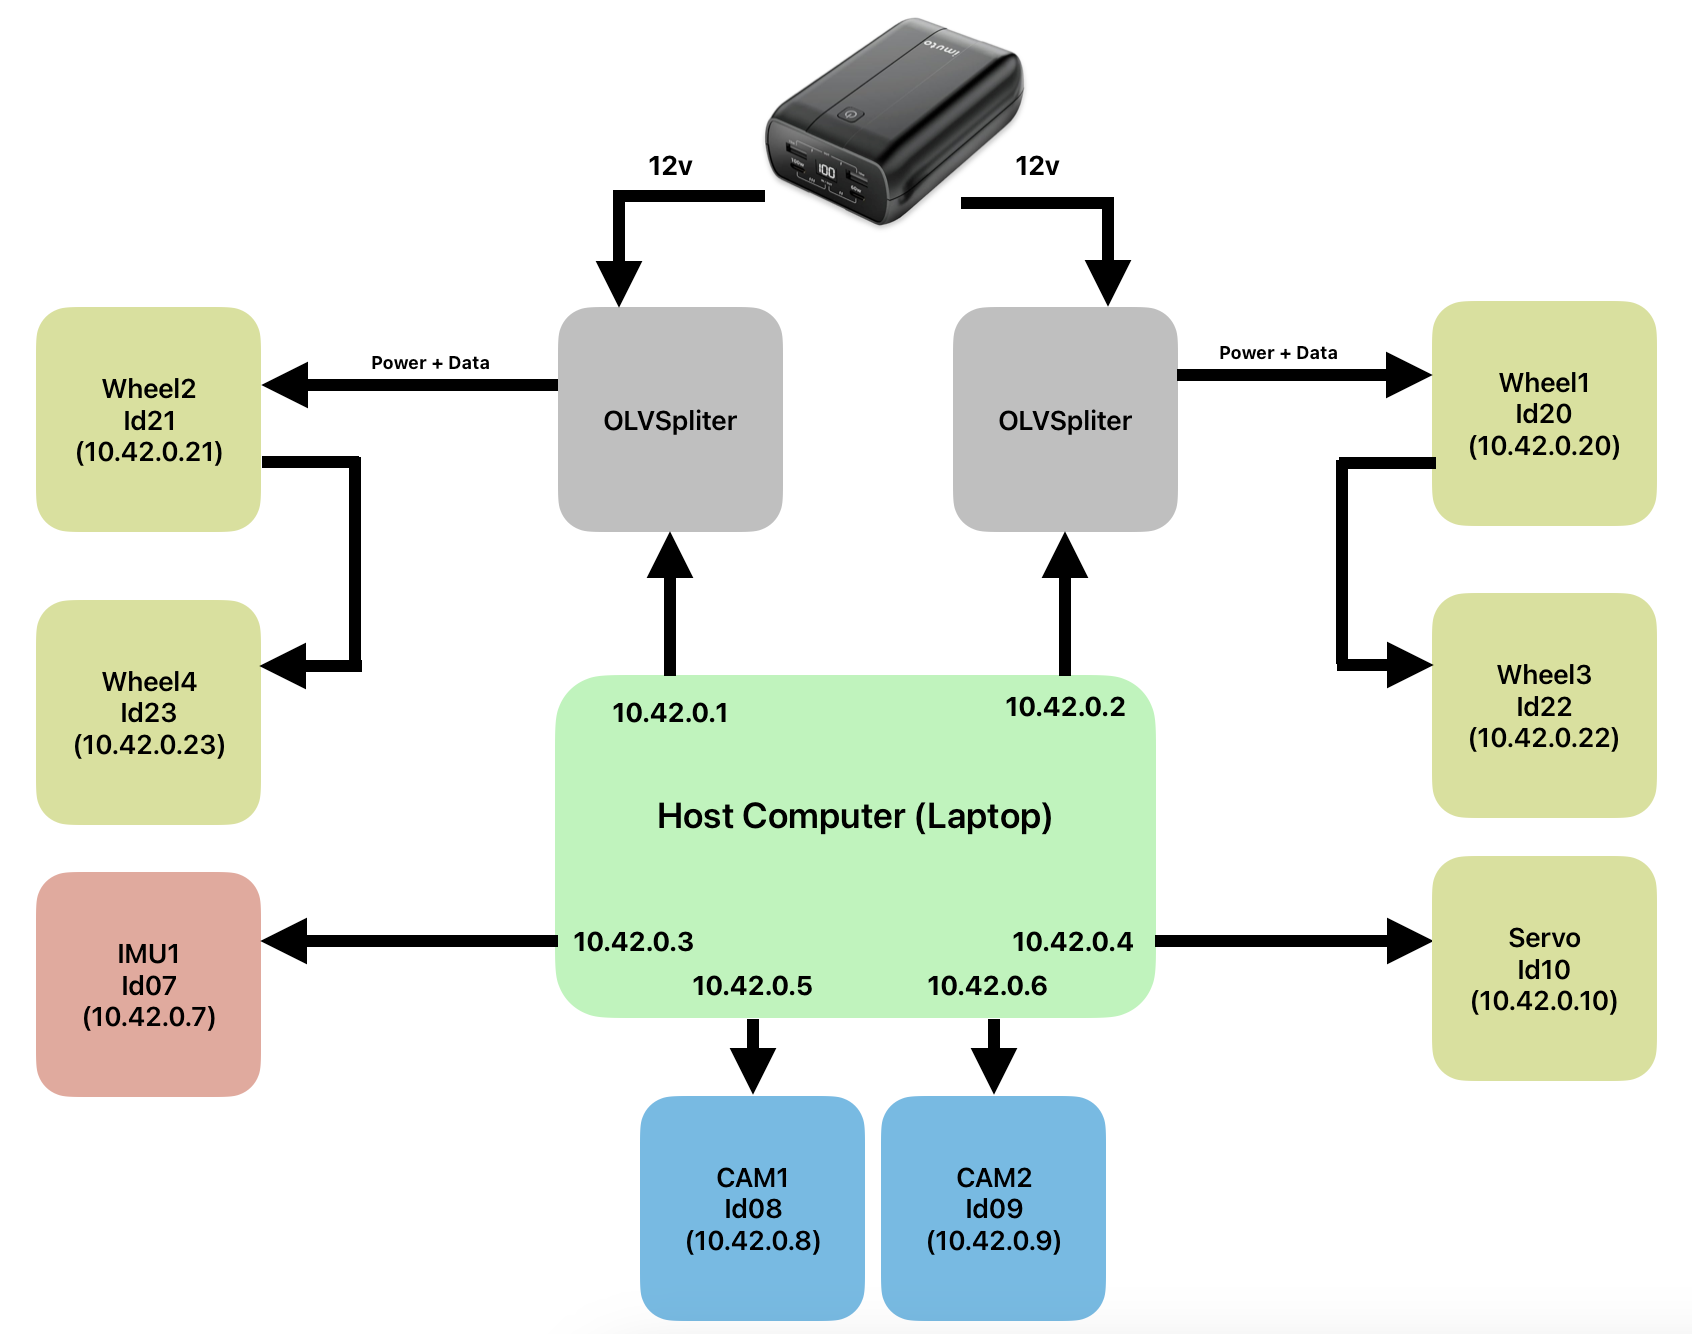 imuto
100
12v
12v
Power + Data
Power + Data
Wheel2
Id21
(10.42.0.21)
OLVSpliter
OLVSpliter
Wheel1
Id20
(10.42.0.20)
Wheel4
Id23
(10.42.0.23)
Wheel3
Id22
(10.42.0.22)
10.42.0.1
10.42.0.2
Host Computer (Laptop)
10.42.0.3
10.42.0.4
10.42.0.5
10.42.0.6
IMU1
Id07
(10.42.0.7)
Servo
Id10
(10.42.0.10)
CAM1
Id08
(10.42.0.8)
CAM2
Id09
(10.42.0.9)